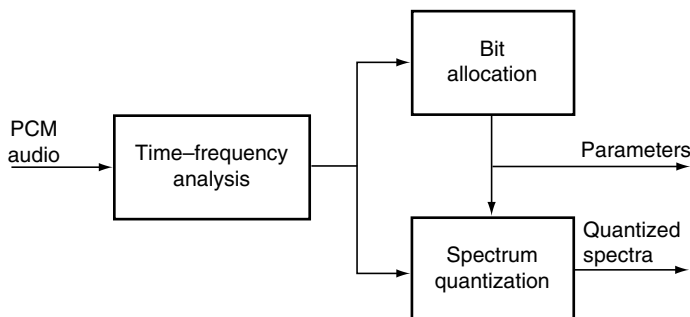 Bit
allocation
PCM
audio
Time–frequency
analysis
Parameters
Spectrum
quantization
Quantized
spectra